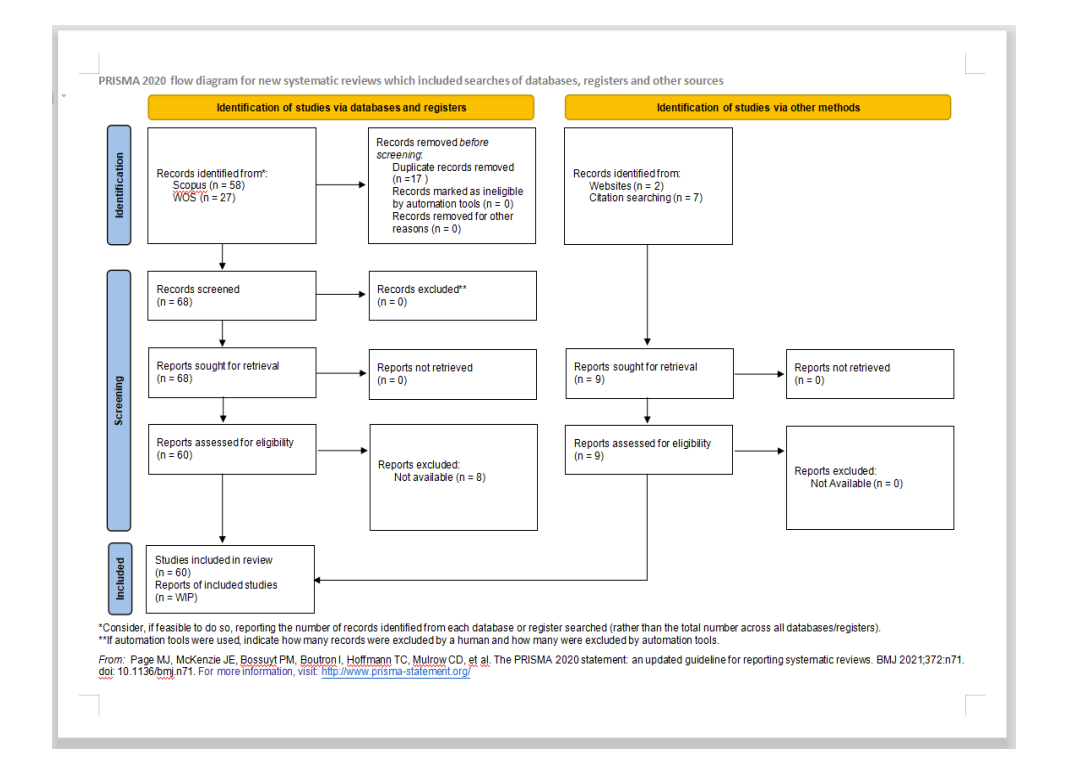 PRISMA 2020 flow diagram for new systematic reviews which included searches of databases, registers and other sources
Identification of studies via databases and registers
Identification of studies via other methods
Identification
Records identified from*:
Scopus (n = 58)
WOS (n = 27)
Records removed before
screening:
Duplicate records removed
(n =17 )
Records marked as ineligible
by automation tools (n = 0)
Records removed for other
reasons (n = 0)
Records identified from:
Websites (n = 2)
Citation searching (n = 7)
Screening
Records screened
(n = 68)
Records excluded**
(n = 0)
Reports sought for retrieval
(n = 68)
Reports not retrieved
(n = 0)
Reports sought for retrieval
(n = 9)
Reports not retrieved
(n = 0)
Reports assessed for eligibility
(n = 60)
Reports excluded:
Not available (n = 8)
Reports assessed for eligibility
(n = 9)
Reports excluded:
Not Available (n = 0)
Included
Studies included in review
(n = 60)
Reports of included studies
(n = WIP)
*Consider, if feasible to do so, reporting the number of records identified from each database or register searched (rather than the total number across all databases/registers).
**If automation tools were used, indicate how many records were excluded by a human and how many were excluded by automation tools.
From: Page MJ, McKenzie JE, Bossuyt PM, Boutron I, Hoffmann TC, Mulrow CD, et al. The PRISMA 2020 statement: an updated guideline for reporting systematic reviews. BMJ 2021;372:n71.
doi: 10.1136/bmj.n71. For more information, visit: http://www.prisma-statement.org/